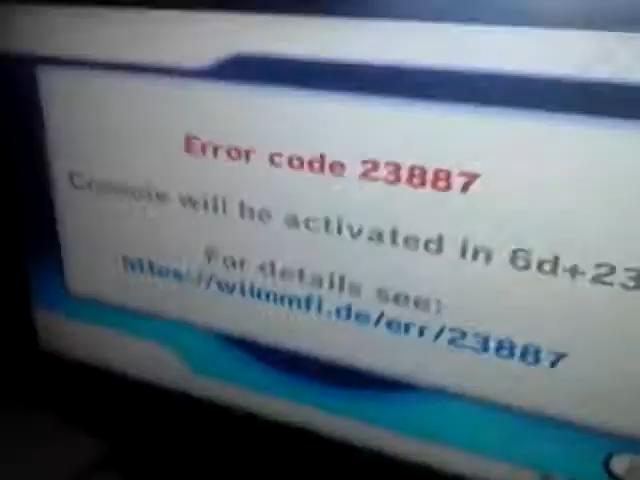 Error code 23887
Console will be activated in 6d+23
For details see:
https://wiimmfi.de/err/23887